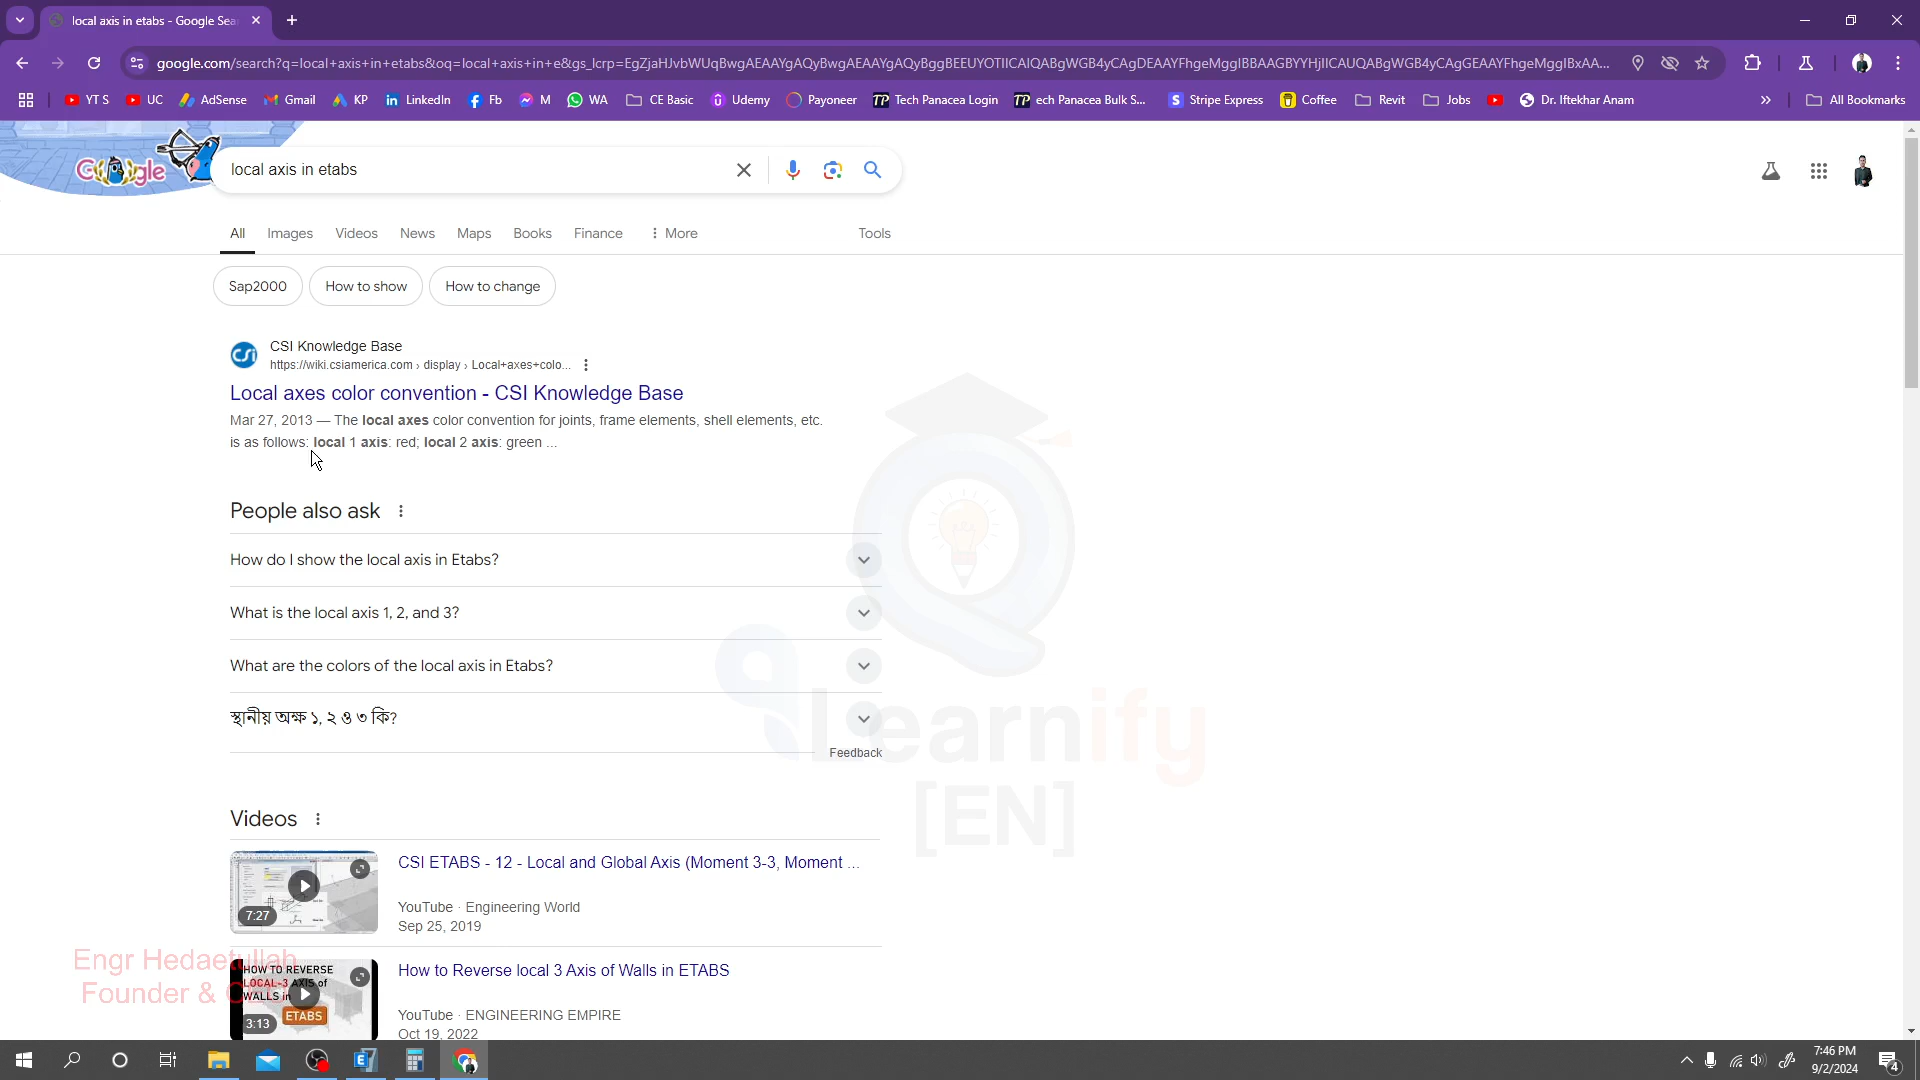 local axis in etabs - Google Sea
google.com/search?q=local+axis+in+etabs&oq=local+axis+in+e&gs_lcrp=EgZjaHJvbWUqBwgAEAAYgAQyBwgAEAAYgAQyBggBEEUYOTIICAIQABgWGB4yCAgDEAAYFhgeMggIBBAAGBYYHjIICAUQABgWGB4yCAgGEAAYFhgeMggIBxAA...
YT S UC AdSense Gmail KP LinkedIn Fb M WA CE Basic Udemy Payoneer Tech Panacea Login ech Panacea Bulk S... Stripe Express Coffee Revit Jobs Dr. Iftekhar Anam All Bookmarks
Google
local axis in etabs
All Images Videos News Maps Books Finance More Tools
Sap2000 How to show How to change
CSI Knowledge Base
https://wiki.csiamerica.com › display › Local+axes+colo...
Local axes color convention - CSI Knowledge Base
Mar 27, 2013 — The local axes color convention for joints, frame elements, shell elements, etc.
is as follows: local 1 axis: red; local 2 axis: green ...
People also ask
How do I show the local axis in Etabs?
What is the local axis 1, 2, and 3?
What are the colors of the local axis in Etabs?
স্থানীয় অক্ষ ১, ২ ও ৩ কি?
Feedback
Learnify
[EN]
Videos
CSI ETABS - 12 - Local and Global Axis (Moment 3-3, Moment ...
7:27
YouTube · Engineering World
Sep 25, 2019
Engr Hedaetullah
Founder &
HOW TO REVERSE
LOCAL-3 AXIS of
WALLS in
ETABS
3:13
How to Reverse local 3 Axis of Walls in ETABS
YouTube · ENGINEERING EMPIRE
Oct 19, 2022
7:46 PM
9/2/2024
4